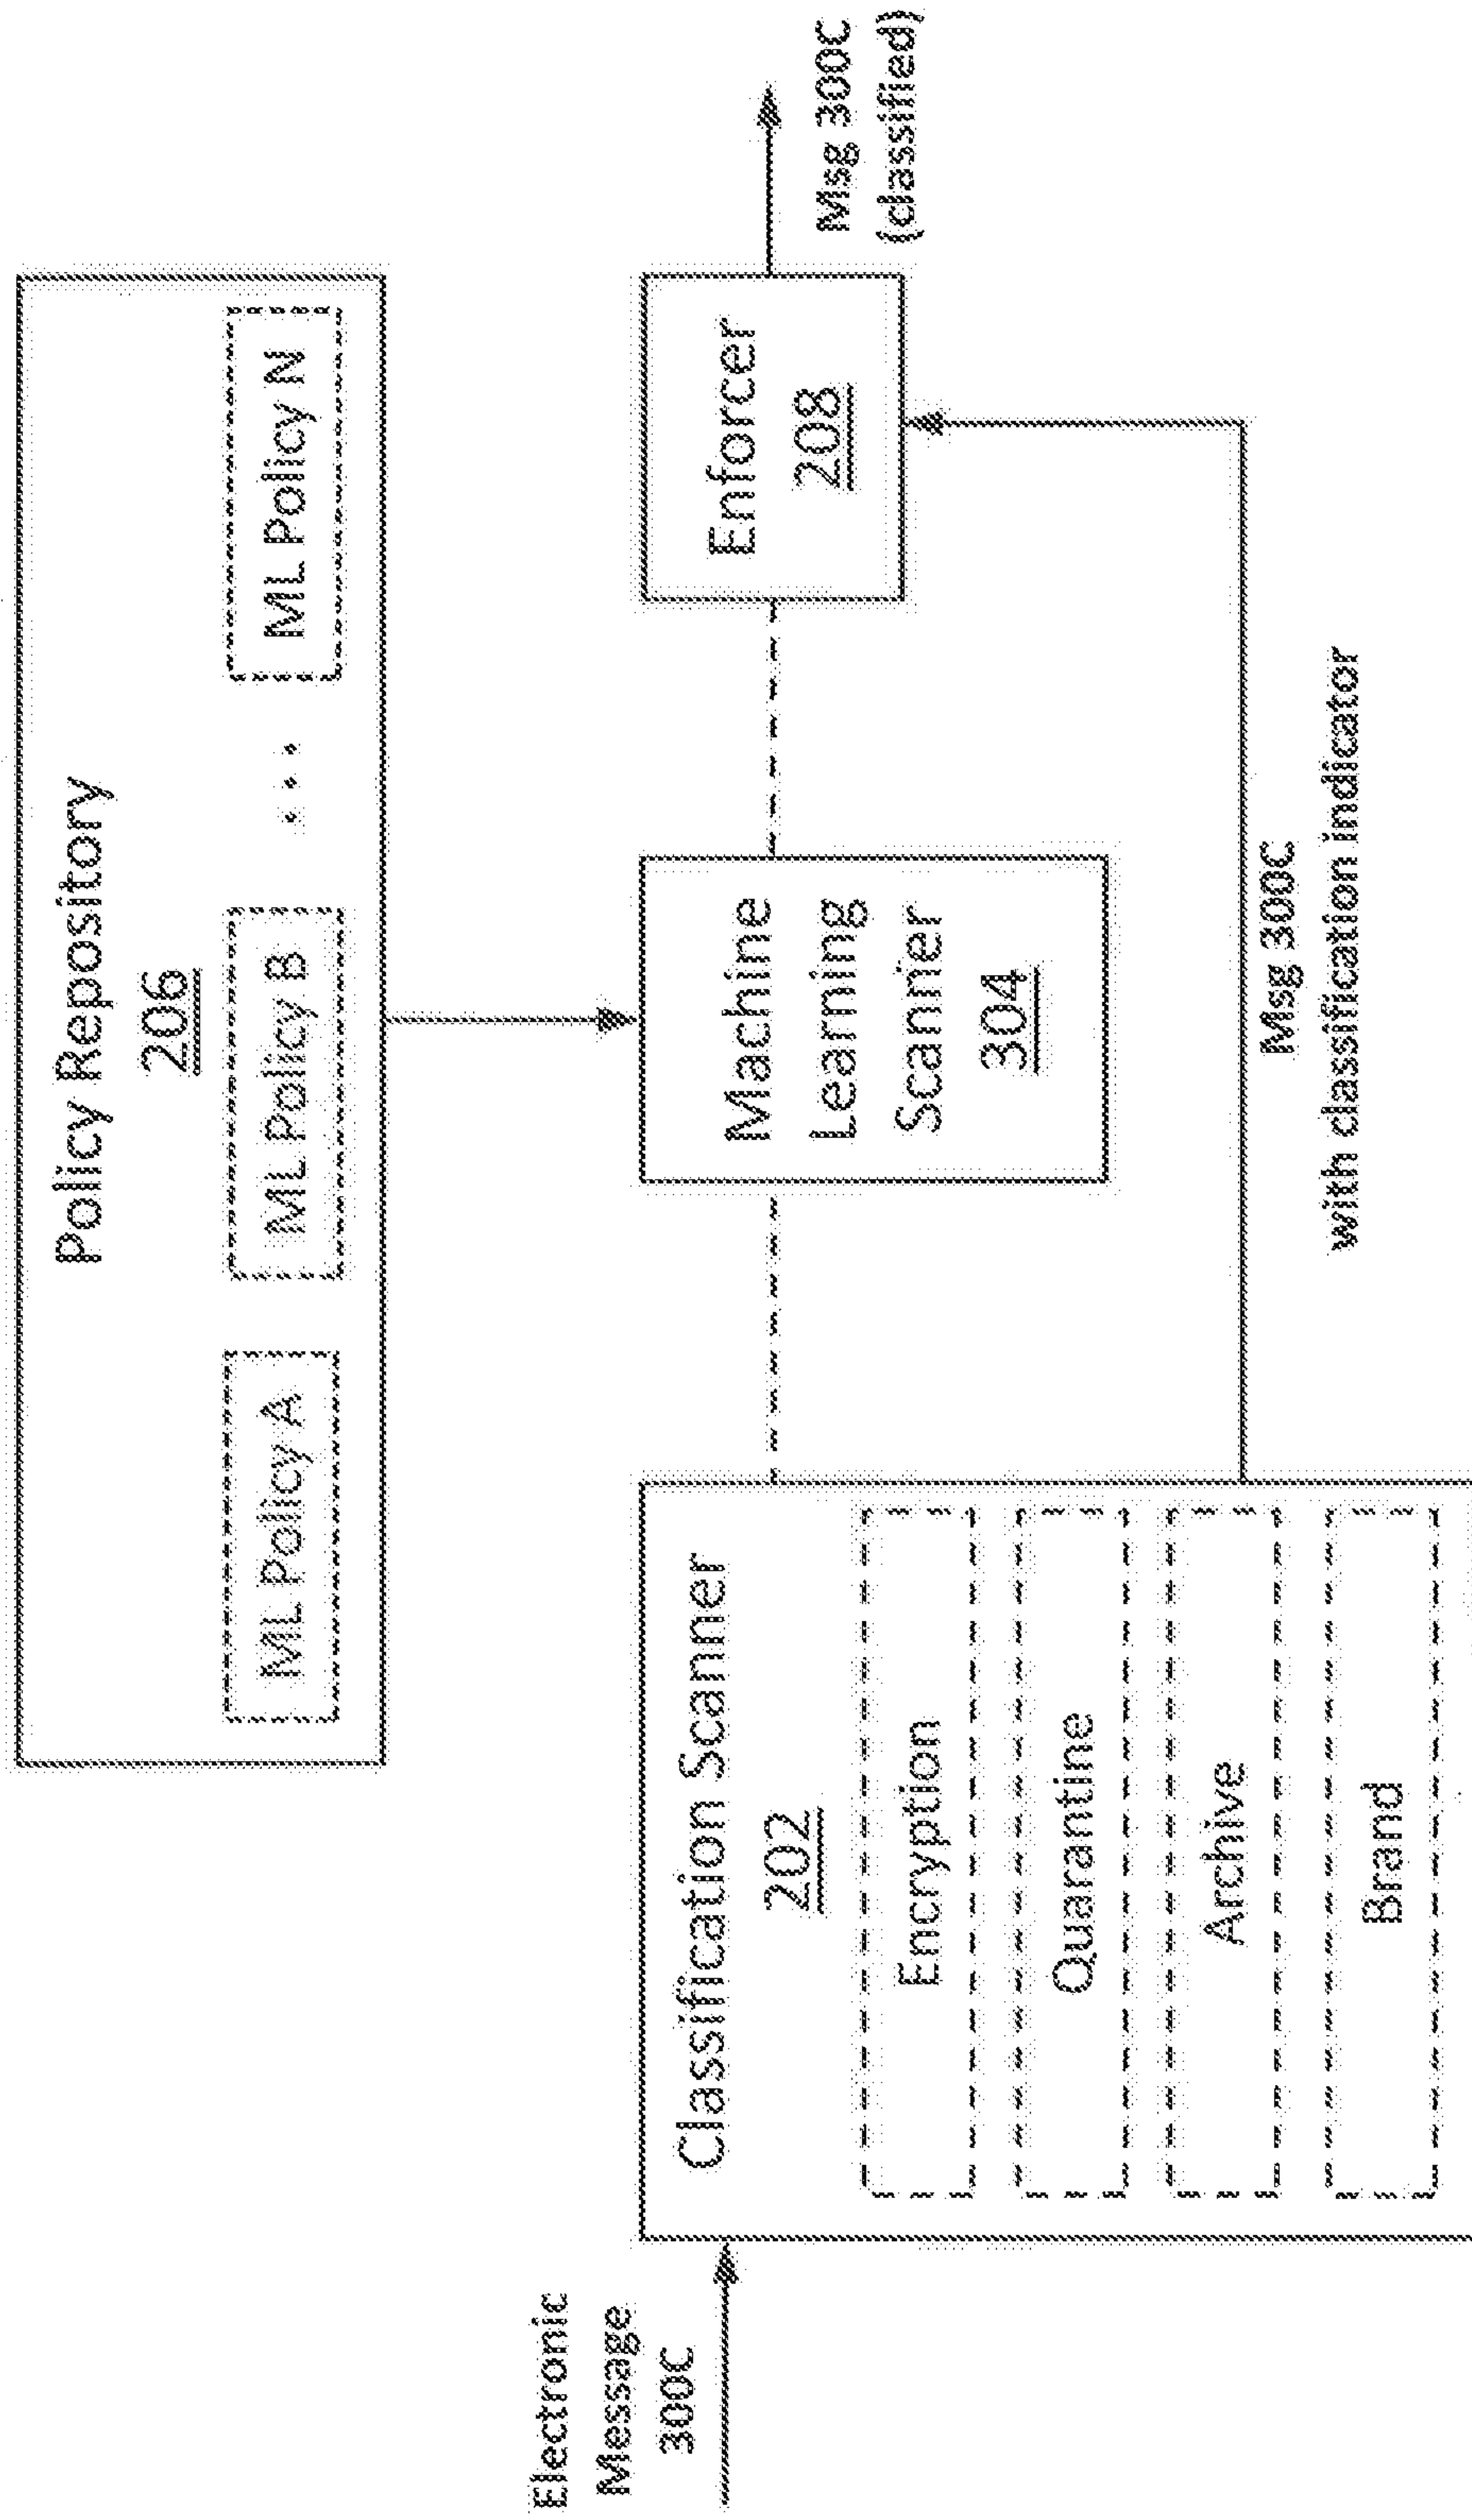 Policy Repository
206
ML Policy A
ML Policy B
...
ML Policy N
Electronic
Message
300C
Classification Scanner
202
Encryption
Quarantine
Archive
Brand
Machine
Learning
Scanner
304
Enforcer
208
Msg 300C
(classified)
Msg 300C
with classification indicator